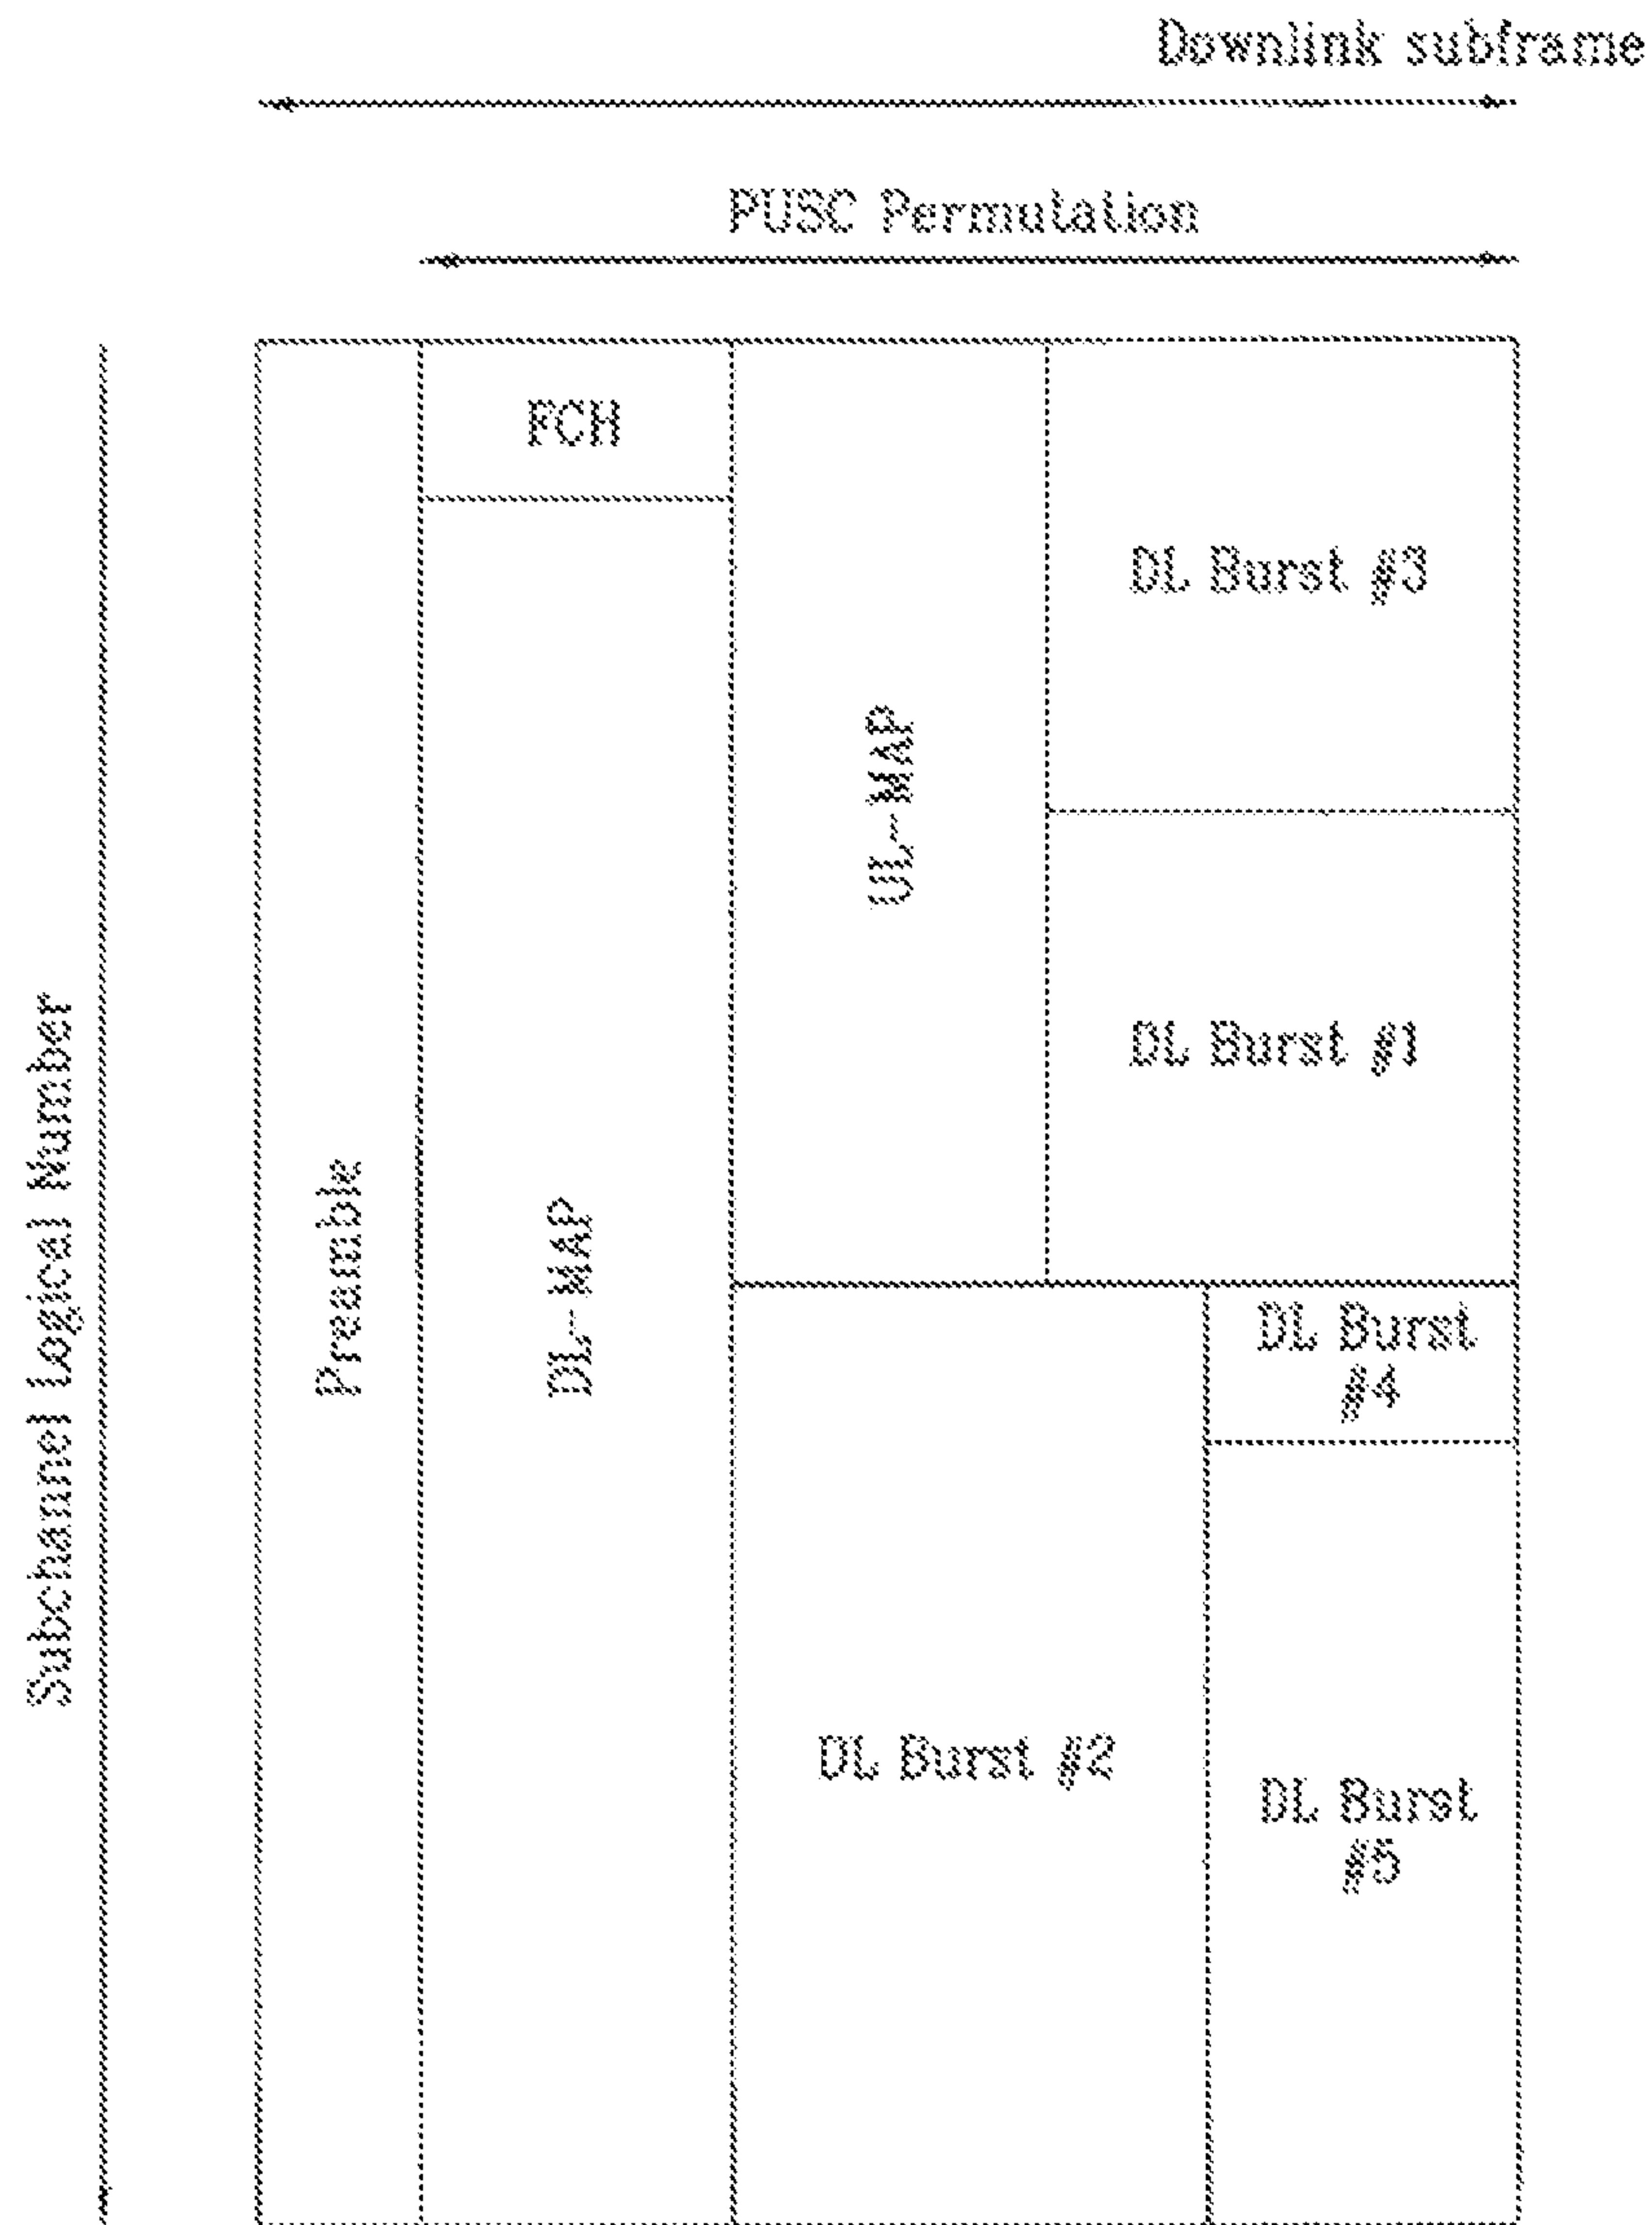 Downlink subframe
PUSC Permutation
FCH
DL Burst #3
UL-MAP
DL Burst #1
Subchannel Logical Number
Preamble
DL-MAP
DL Burst
#4
DL Burst #2
DL Burst
#5